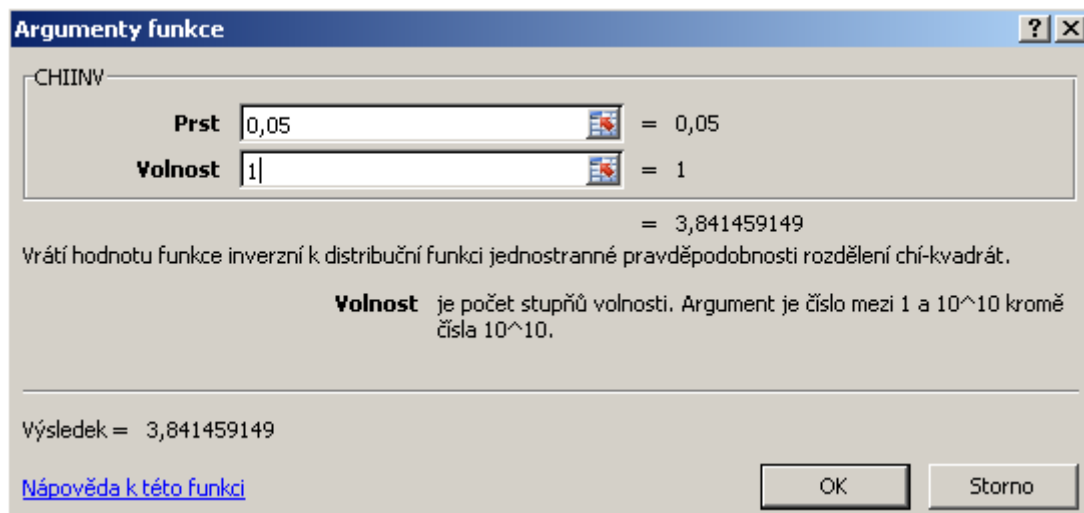 Argumenty funkce
CHIINV
Prst 0,05 = 0,05
Volnost 1 = 1
= 3,841459149
Vrátí hodnotu funkce inverzní k distribuční funkci jednostranné pravděpodobnosti rozdělení chí-kvadrát.
Volnost je počet stupňů volnosti. Argument je číslo mezi 1 a 10^10 kromě
čísla 10^10.
Výsledek = 3,841459149
Nápověda k této funkci
OK
Storno